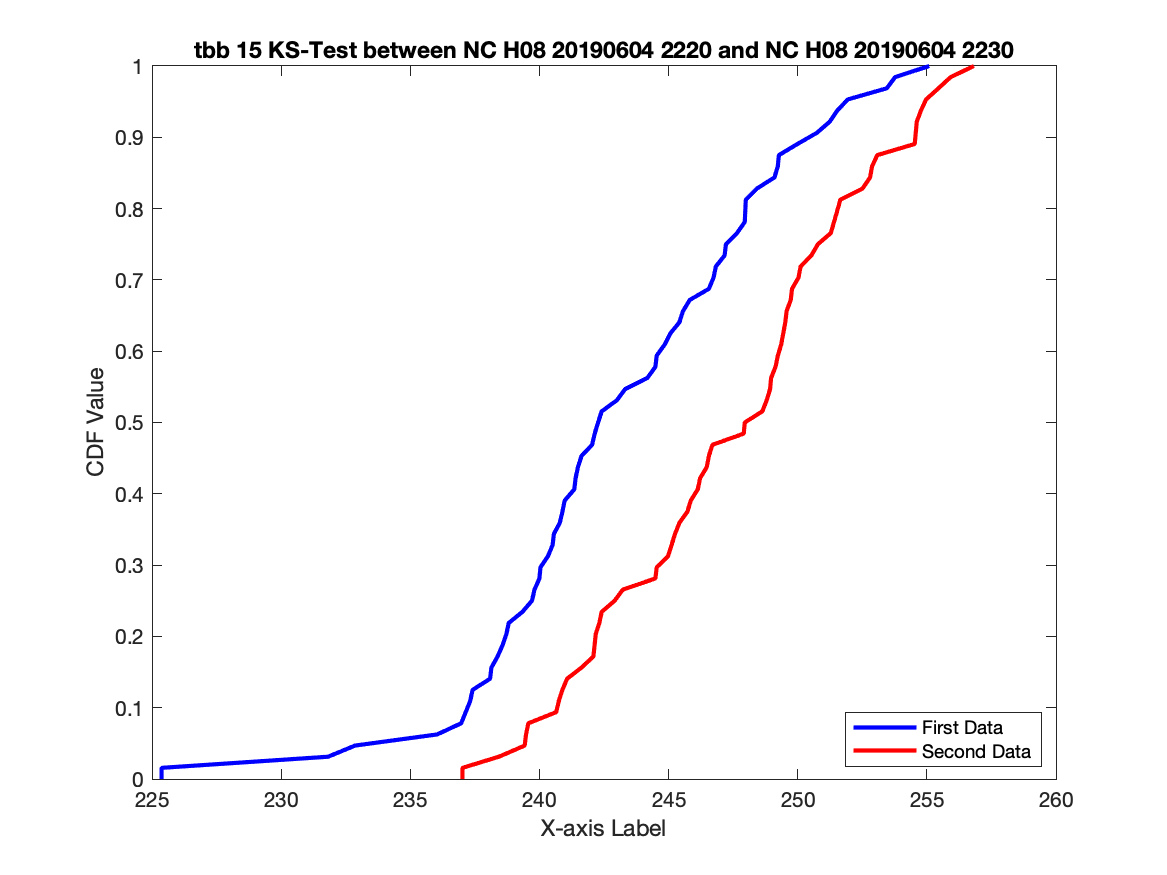 tbb 15 KS-Test between NC H08 20190604 2220 and NC H08 20190604 2230
1
0.9
0.8
0.7
0.6
0.5
0.4
0.3
0.2
0.1
0
CDF Value
First Data
Second Data
225 230 235 240 245 250 255 260
X-axis Label